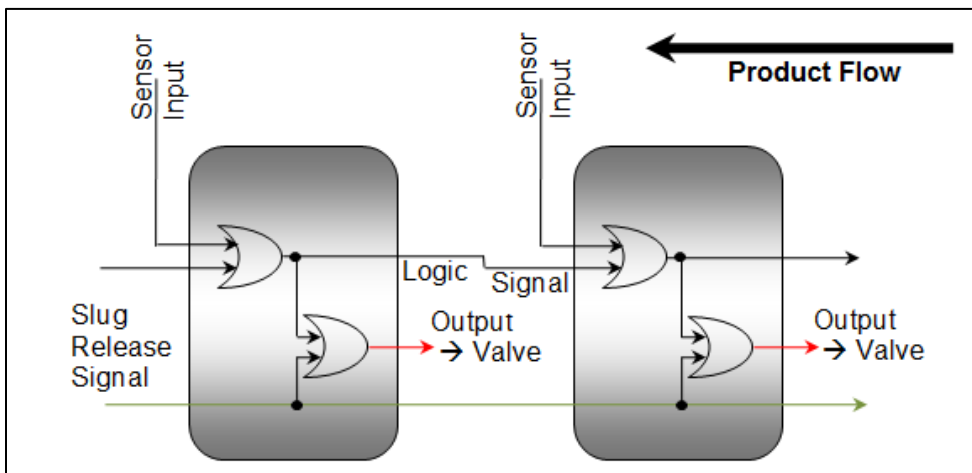 Sensor
Input
Sensor
Input
Product Flow
Logic
Signal
Slug
Release
Signal
Output
→ Valve
Output
→ Valve